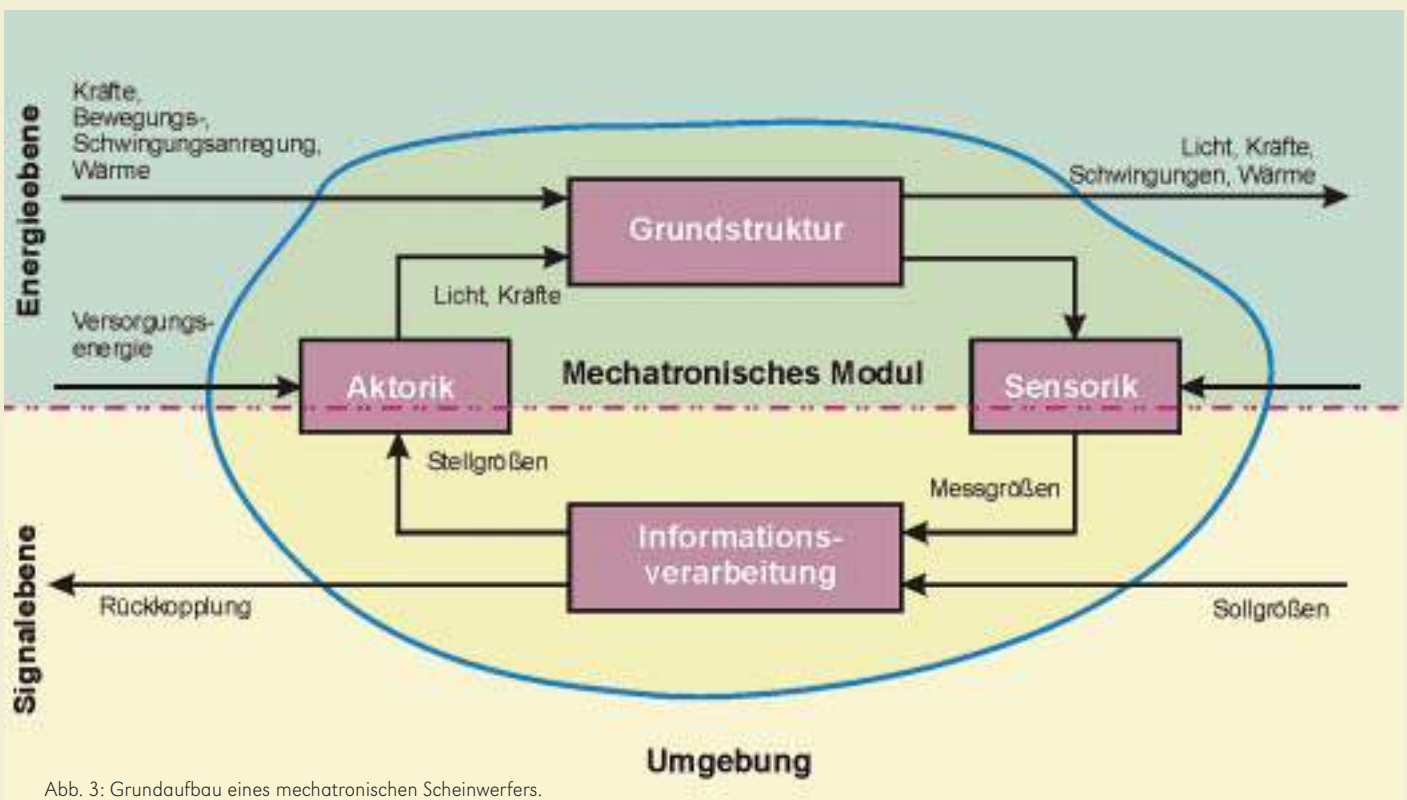 Energieebene
Kräfte,
Bewegungs-,
Schwingungsanregung,
Wärme
Licht, Kräfte,
Schwingungen, Wärme
Grundstruktur
Licht, Kräfte
Versorgungs-
energie
Aktorik
Mechatronisches Modul
Sensorik
Signalebene
Stellgrößen
Messgrößen
Informations-
verarbeitung
Rückkopplung
Sollgrößen
Umgebung
Abb. 3: Grundaufbau eines mechatronischen Scheinwerfers.